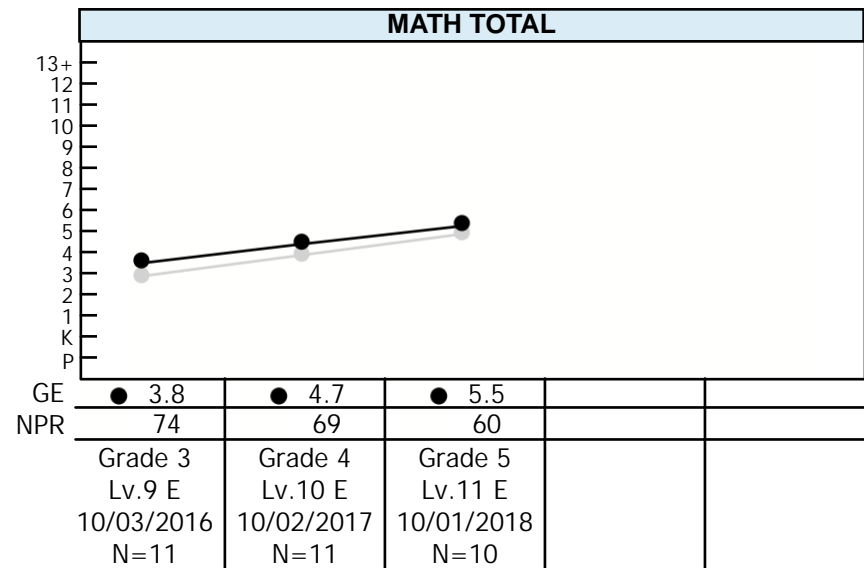 MATH TOTAL
13+
12
11
10
9
8
7
6
5
4
3
2
1
K
P
GE 3.8 4.7 5.5
NPR 74 69 60
Grade 3 Grade 4 Grade 5
Lv.9 E Lv.10 E Lv.11 E
10/03/2016 10/02/2017 10/01/2018
N=11 N=11 N=10